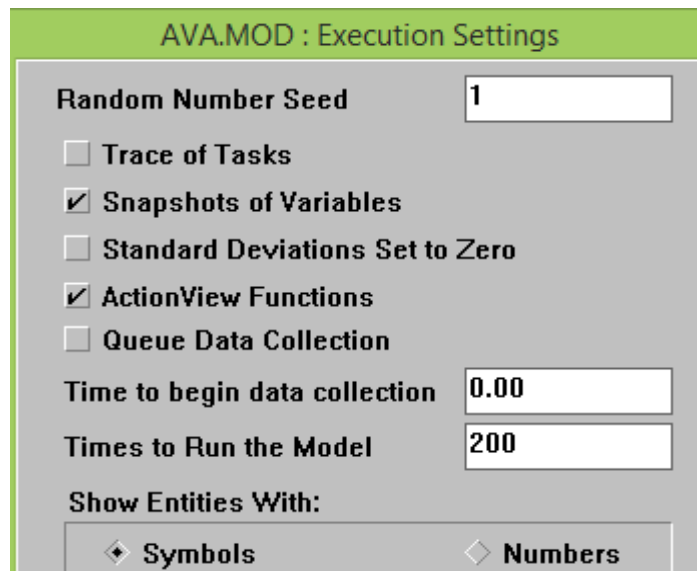 AVA.MOD : Execution Settings
Random Number Seed 1
Trace of Tasks
Snapshots of Variables
Standard Deviations Set to Zero
ActionView Functions
Queue Data Collection
Time to begin data collection 0.00
Times to Run the Model 200
Show Entities With:
Symbols Numbers